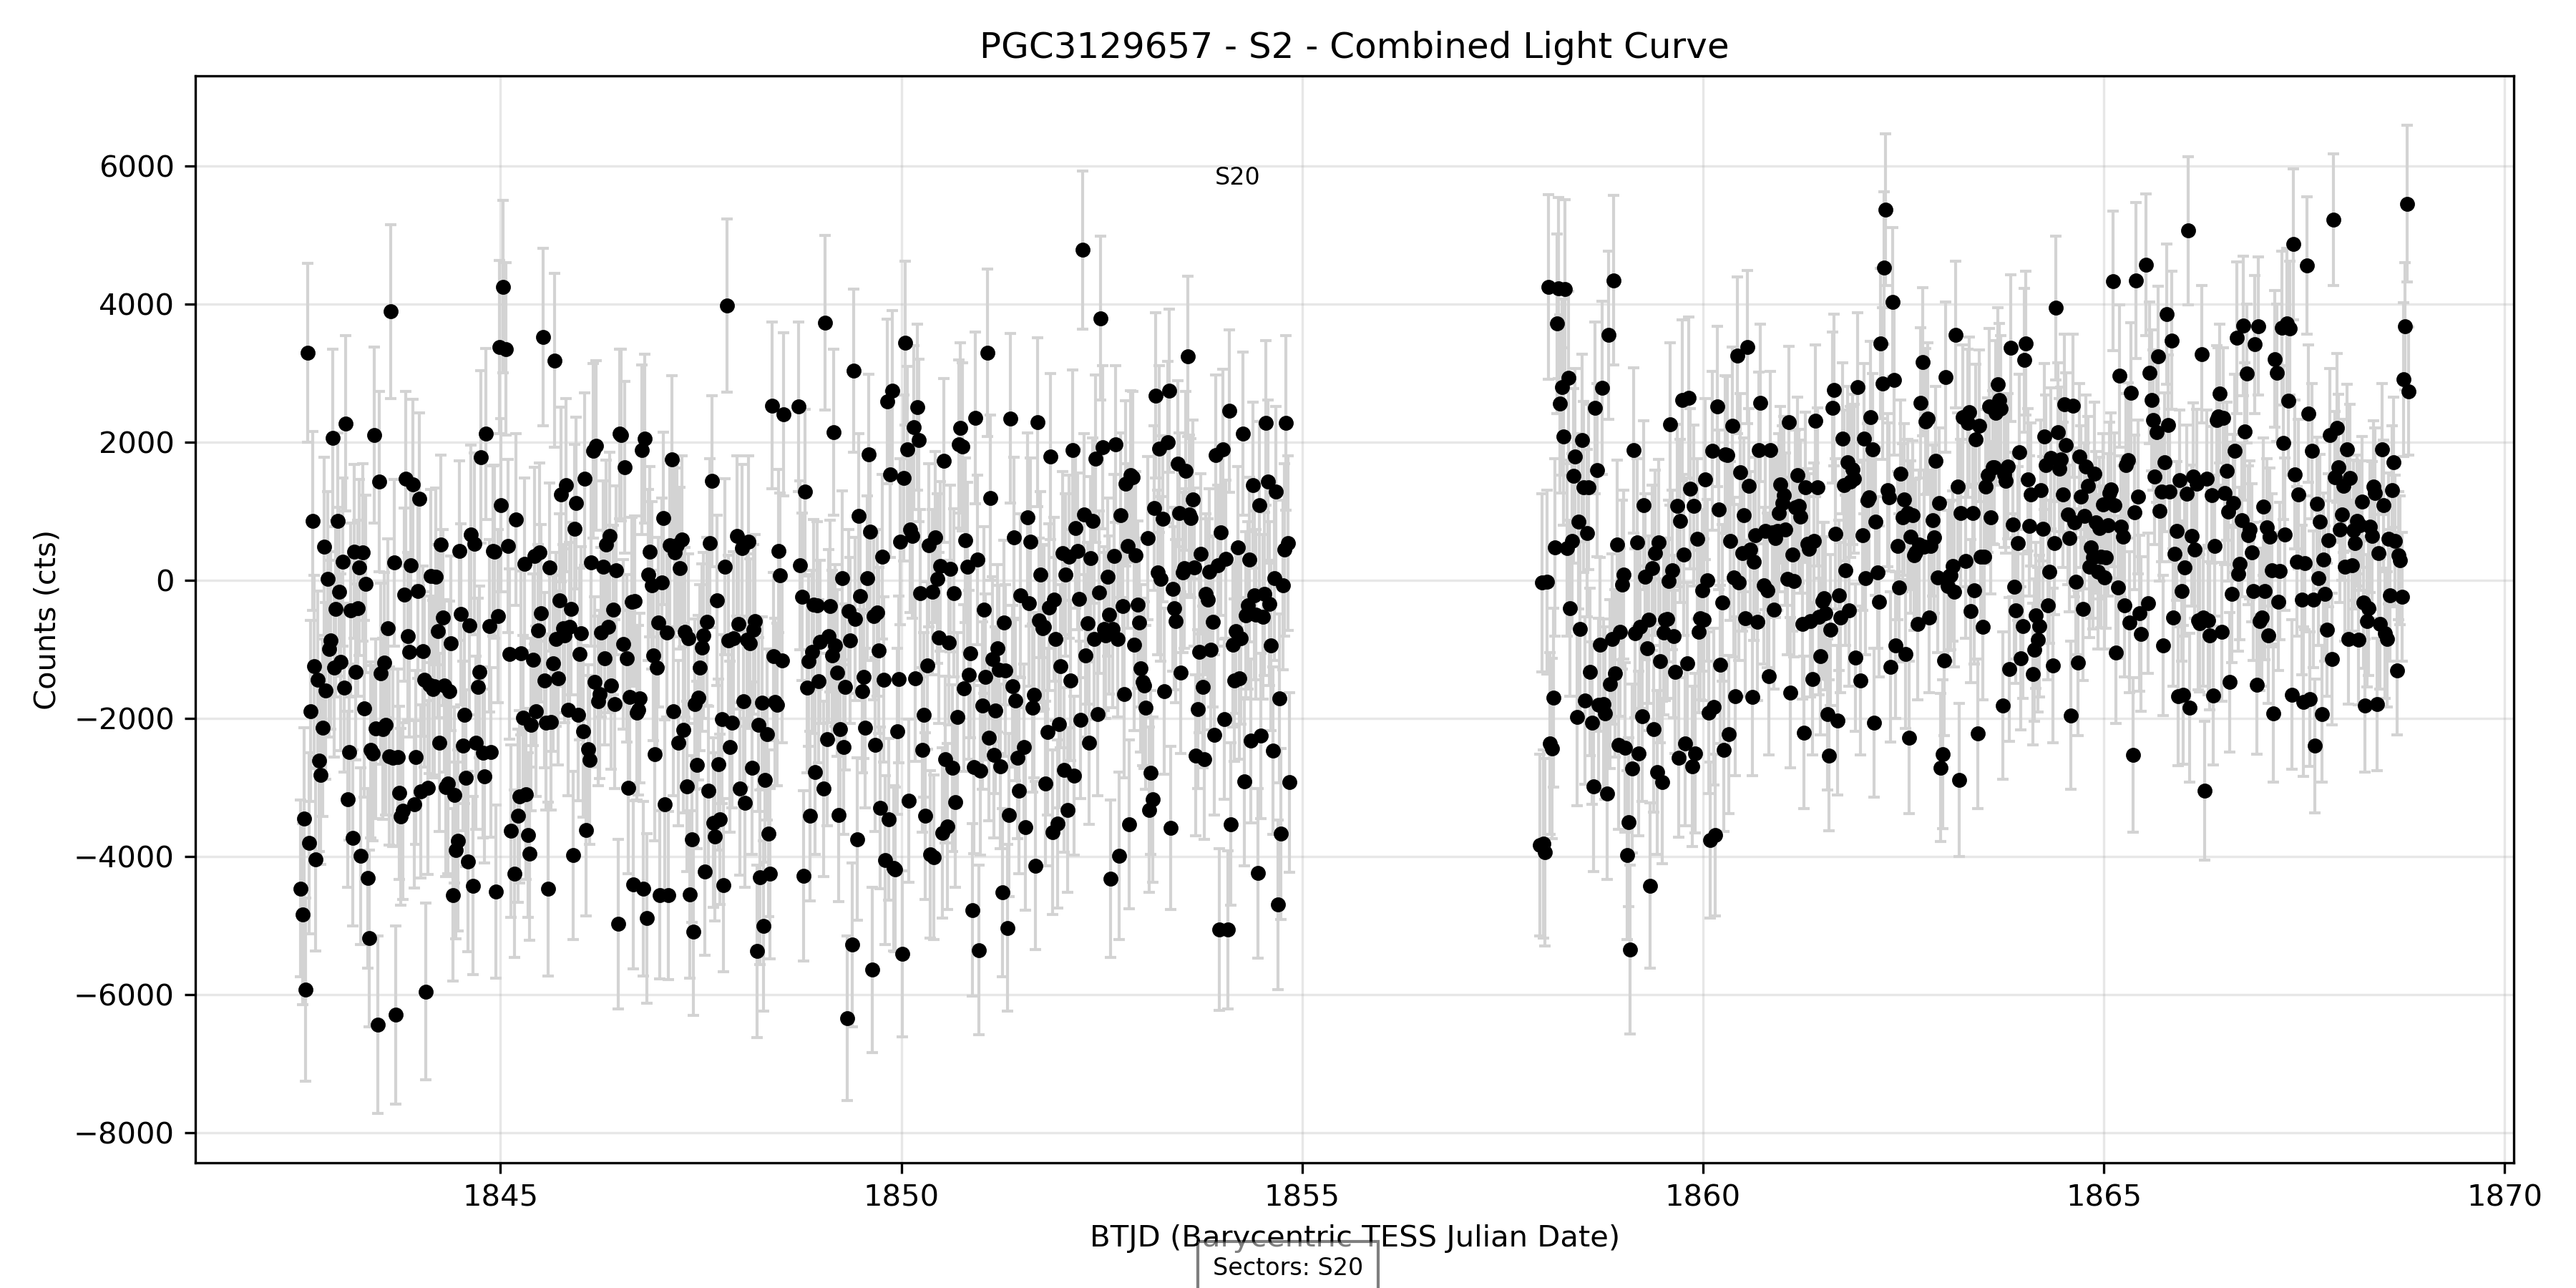 PGC3129657 - S2 - Combined Light Curve
Counts (cts)
6000
4000
2000
0
−2000
−4000
−6000
−8000
S20
1845
1850
1855
1860
1865
1870
BTJD (Barycentric TESS Julian Date)
Sectors: S20